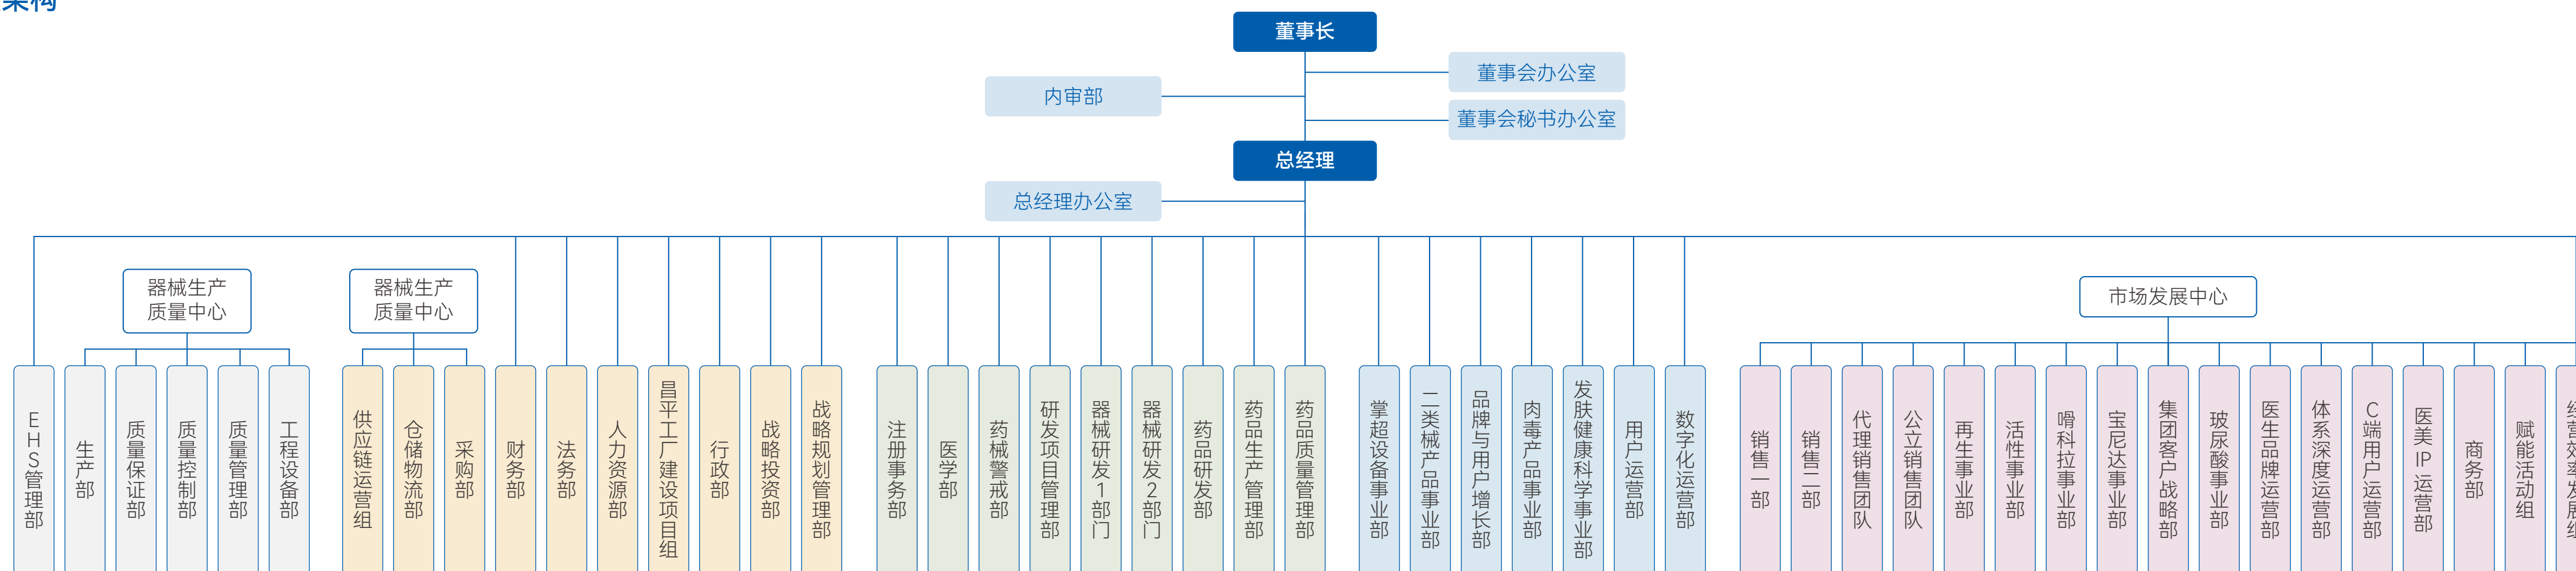 架构
董事长
董事会办公室
内审部
董事会秘书办公室
总经理
总经理办公室
器械生产
质量中心
器械生产
质量中心
市场发展中心
EHS管理部
生产部
质量保证部
质量控制部
质量管理部
工程设备部
供应链运营组
仓储物流部
采购部
财务部
法务部
人力资源部
昌平工厂建设项目组
行政部
战略投资部
战略规划管理部
注册事务部
医学部
药械警戒部
研发项目管理部
器械研发1部门
器械研发2部门
药品研发部
药品生产管理部
药品质量管理部
掌超设备事业部
二类械产品事业部
品牌与用户增长部
肉毒产品事业部
发肤健康科学事业部
用户运营部
数字化运营部
销售一部
销售二部
代理销售团队
公立销售团队
再生事业部
活性事业部
嗗科拉事业部
宝尼达事业部
集团客户战略部
玻尿酸事业部
医生品牌运营部
体系深度运营部
C端用户运营部
医美IP运营部
商务部
赋能活动组
经营效率发展组